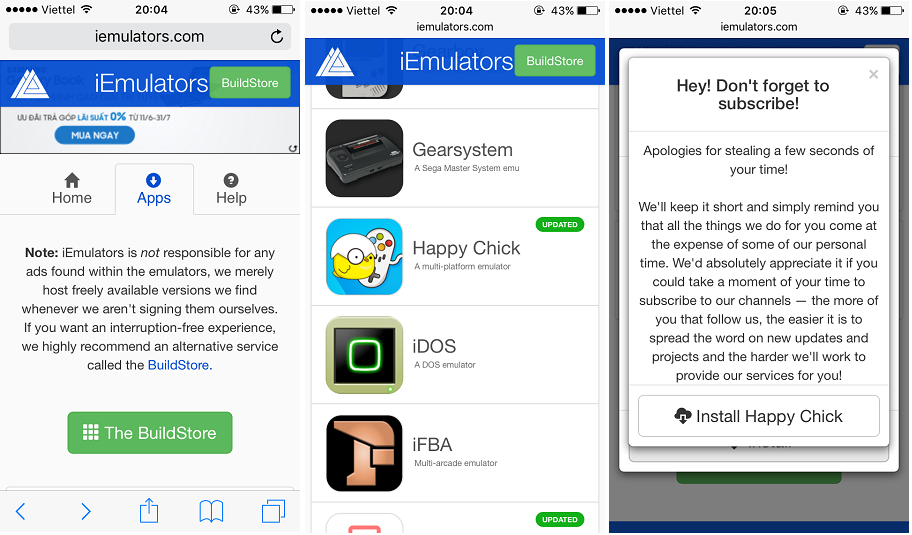 Viettel 20:04 43%
iemulators.com
iEmulators BuildStore
ƯU ĐÃI TRẢ GÓP LÃI SUẤT 0% TỪ 11/6-31/7
MUA NGAY
Home
Apps
Help
Note: iEmulators is not responsible for any
ads found within the emulators, we merely
host freely available versions we find
whenever we aren't signing them ourselves.
If you want an interruption-free experience,
we highly recommend an alternative service
called the BuildStore.
The BuildStore
Viettel 20:04 43%
iemulators.com
Gearboy
iEmulators BuildStore
Gearsystem
A Sega Master System emu
UPDATED
Happy Chick
A multi-platform emulator
iDOS
A DOS emulator
iFBA
Multi-arcade emulator
UPDATED
Viettel 20:05 43%
iemulators.com
Hey! Don't forget to
subscribe!
×
Apologies for stealing a few seconds of
your time!
We'll keep it short and simply remind you
that all the things we do for you come at
the expense of some of our personal
time. We'd absolutely appreciate it if you
could take a moment of your time to
subscribe to our channels — the more of
you that follow us, the easier it is to
spread the word on new updates and
projects and the harder we'll work to
provide our services for you!
Install Happy Chick